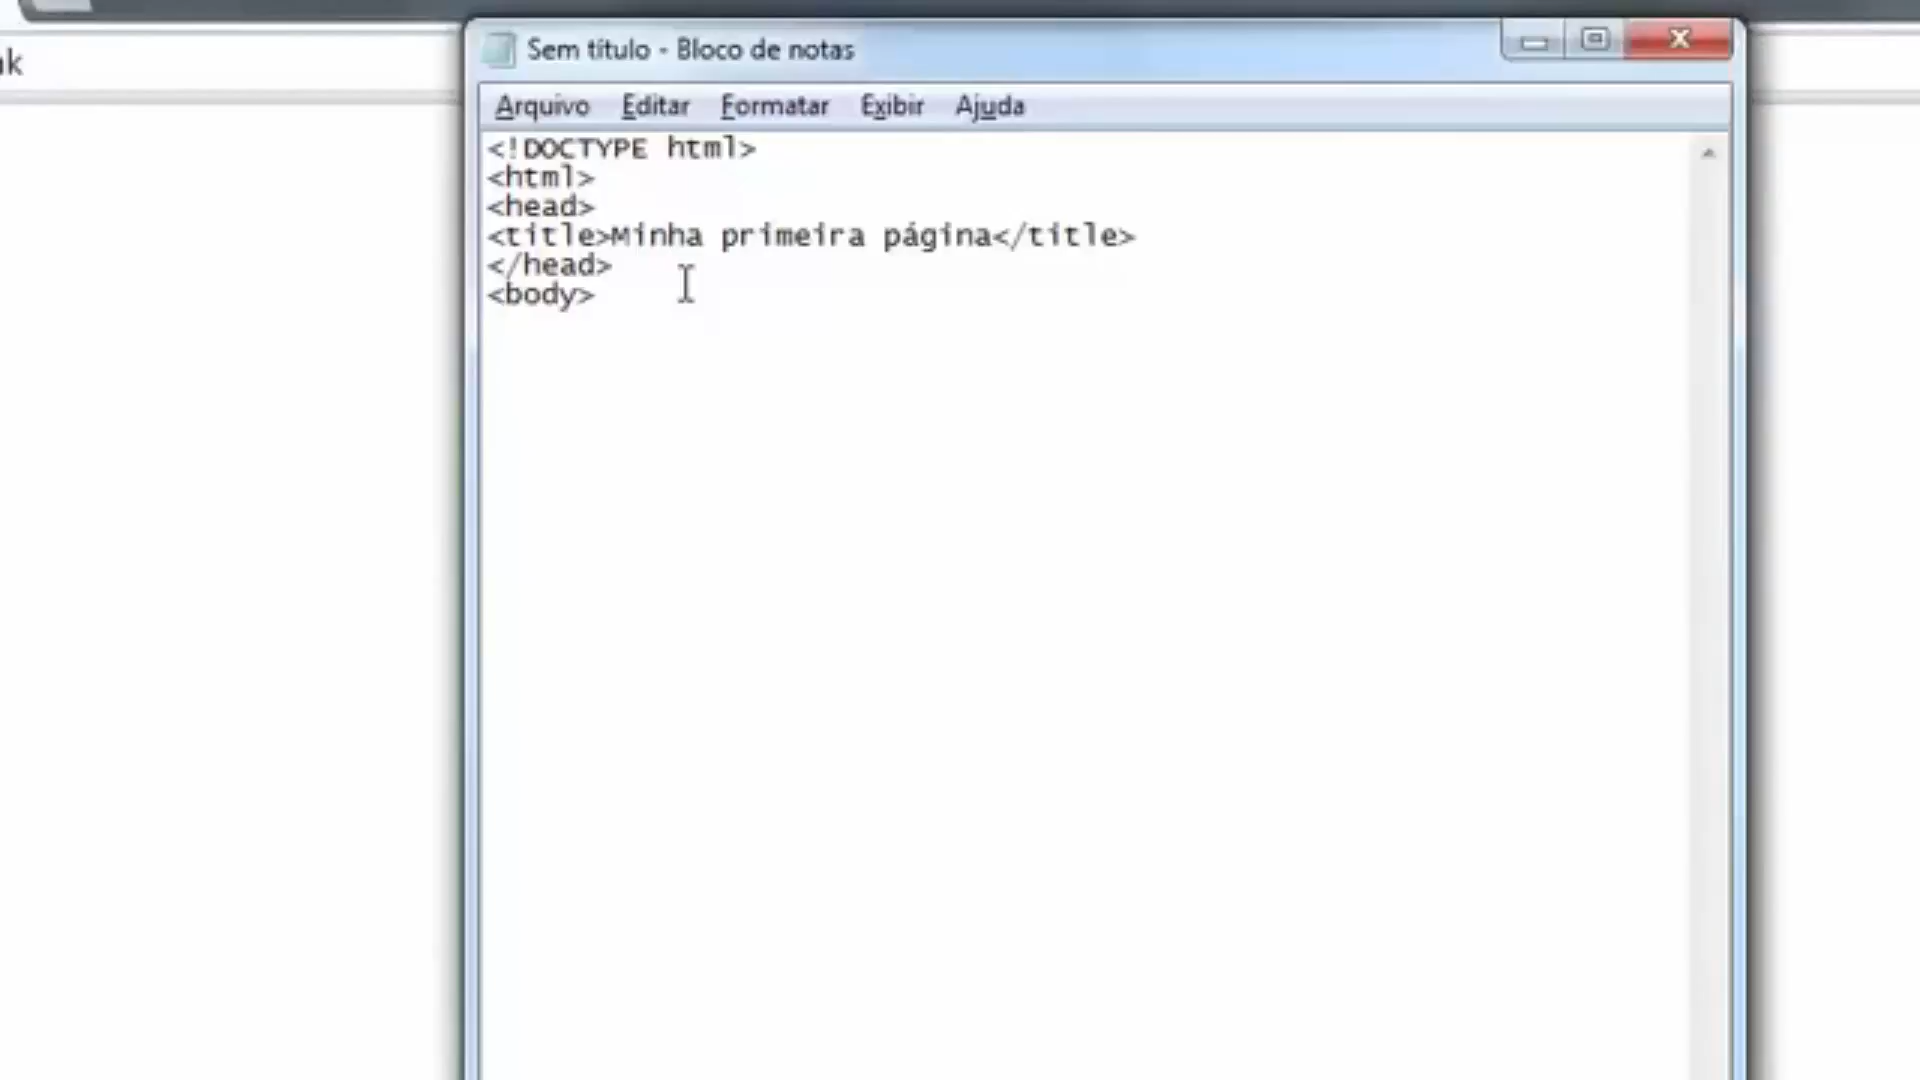 Sem título - Bloco de notas
Arquivo Editar Formatar Exibir Ajuda
<!DOCTYPE html>
<html>
<head>
<title>Minha primeira página</title>
</head>
<body>